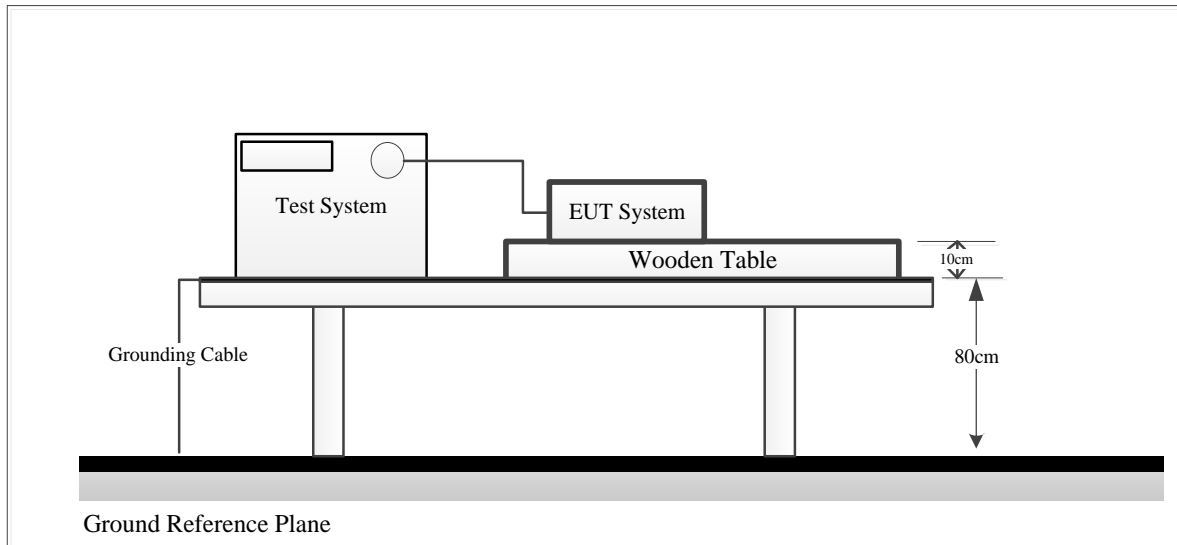 Test System
EUT System
Wooden Table
10cm
Grounding Cable
80cm
Ground Reference Plane